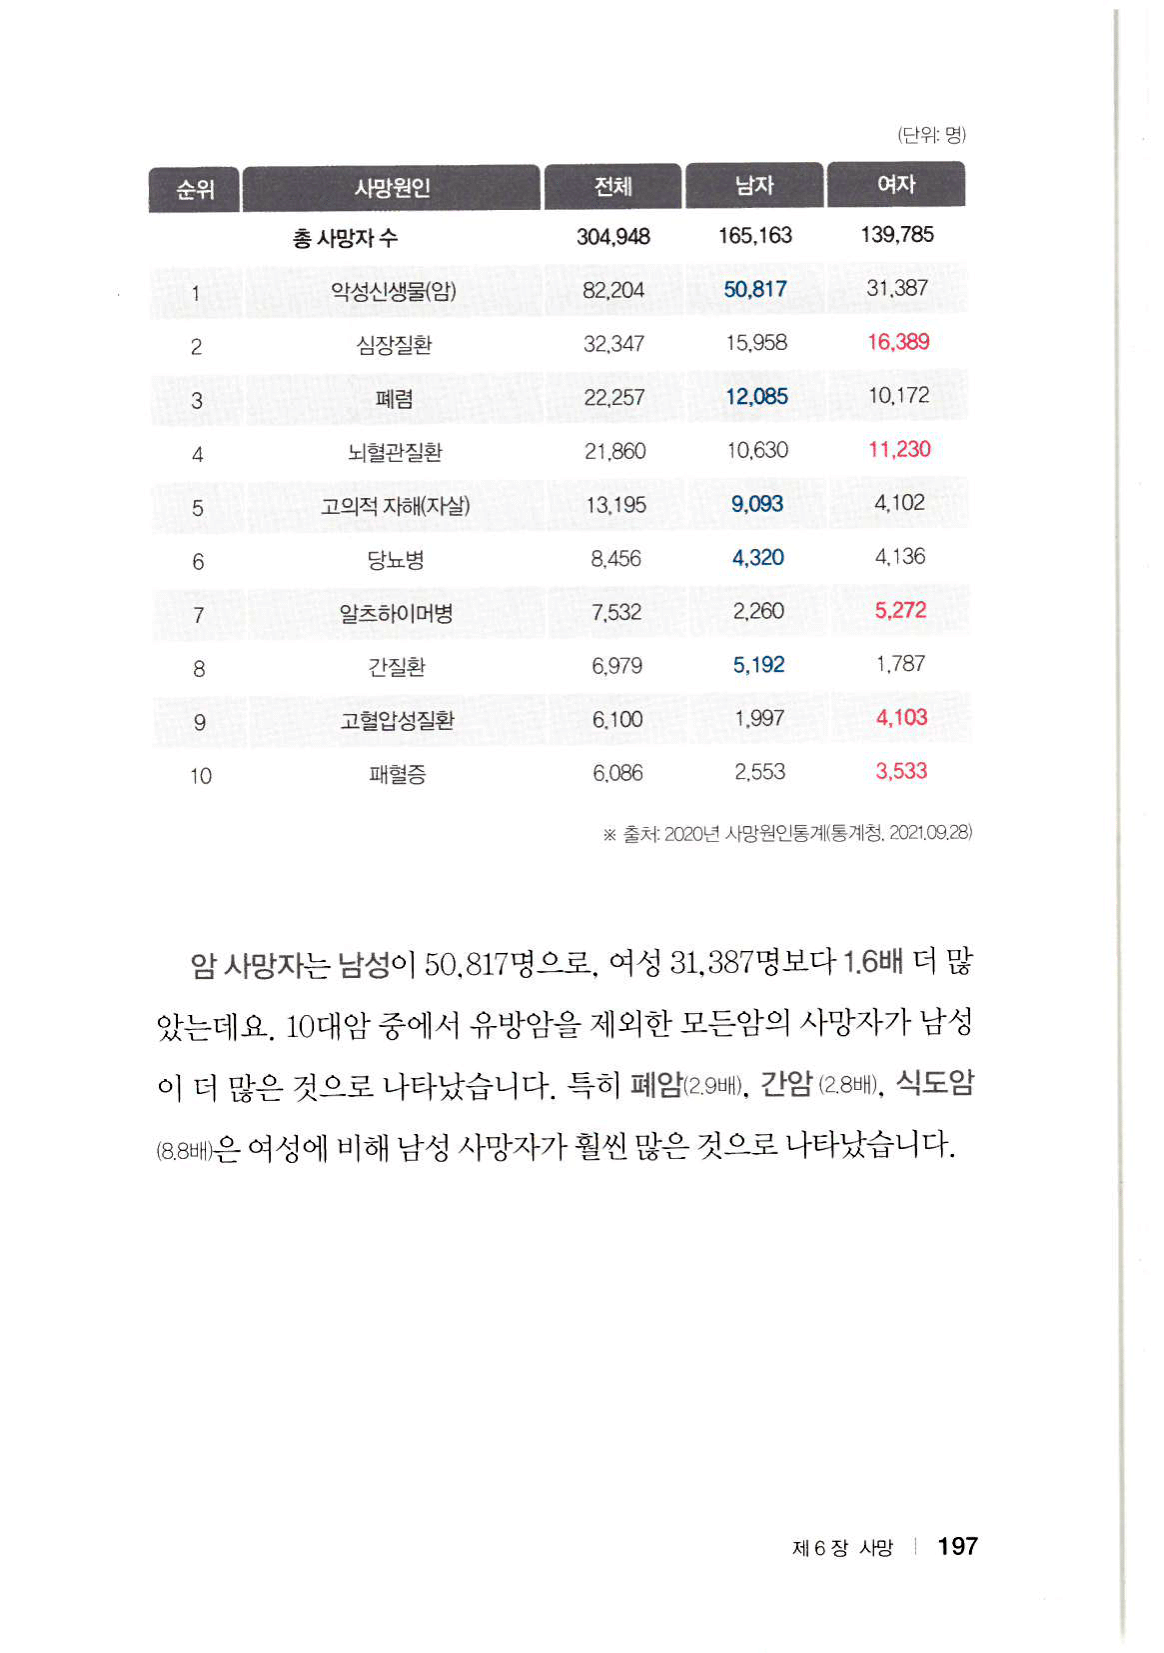 (단위: 명)
순위 사망원인 전체 남자 여자
총 사망자 수 304,948 165,163 139,785
1 악성신생물(암) 82,204 50,817 31,387
2 심장질환 32,347 15,958 16,389
3 폐렴 22,257 12,085 10,172
4 뇌혈관질환 21,860 10,630 11,230
5 고의적 자해(자살) 13,195 9,093 4,102
6 당뇨병 8,456 4,320 4,136
7 알츠하이머병 7,532 2,260 5,272
8 간질환 6,979 5,192 1,787
9 고혈압성질환 6,100 1,997 4,103
10 패혈증 6,086 2,553 3,533
※ 출처: 2020년 사망원인통계(통계청, 2021.09.28)
암 사망자는 남성이 50,817명으로, 여성 31,387명보다 1.6배 더 많
았는데요. 10대암 중에서 유방암을 제외한 모든암의 사망자가 남성
이 더 많은 것으로 나타났습니다. 특히 폐암(2.9배), 간암 (2.8배), 식도암
(8.8배)은 여성에 비해 남성 사망자가 훨씬 많은 것으로 나타났습니다.
제6장 사망 | 197